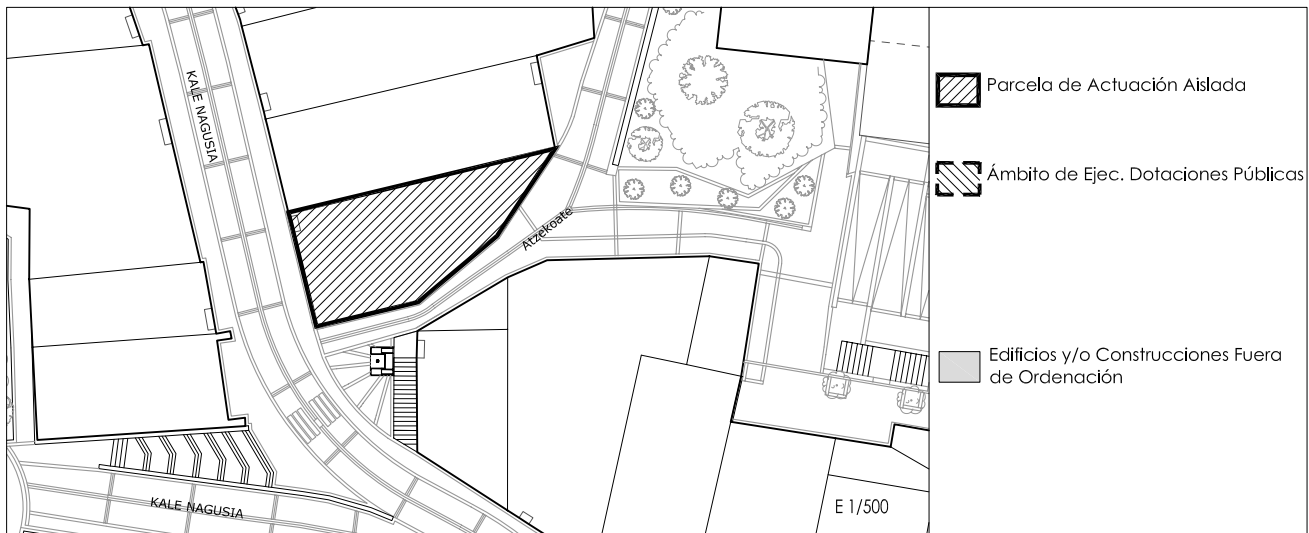 KALE NAGUSIA
Atzekoate
KALE NAGUSIA
E 1/500
Parcela de Actuación Aislada
Ámbito de Ejec. Dotaciones Públicas
Edificios y/o Construcciones Fuera
de Ordenación